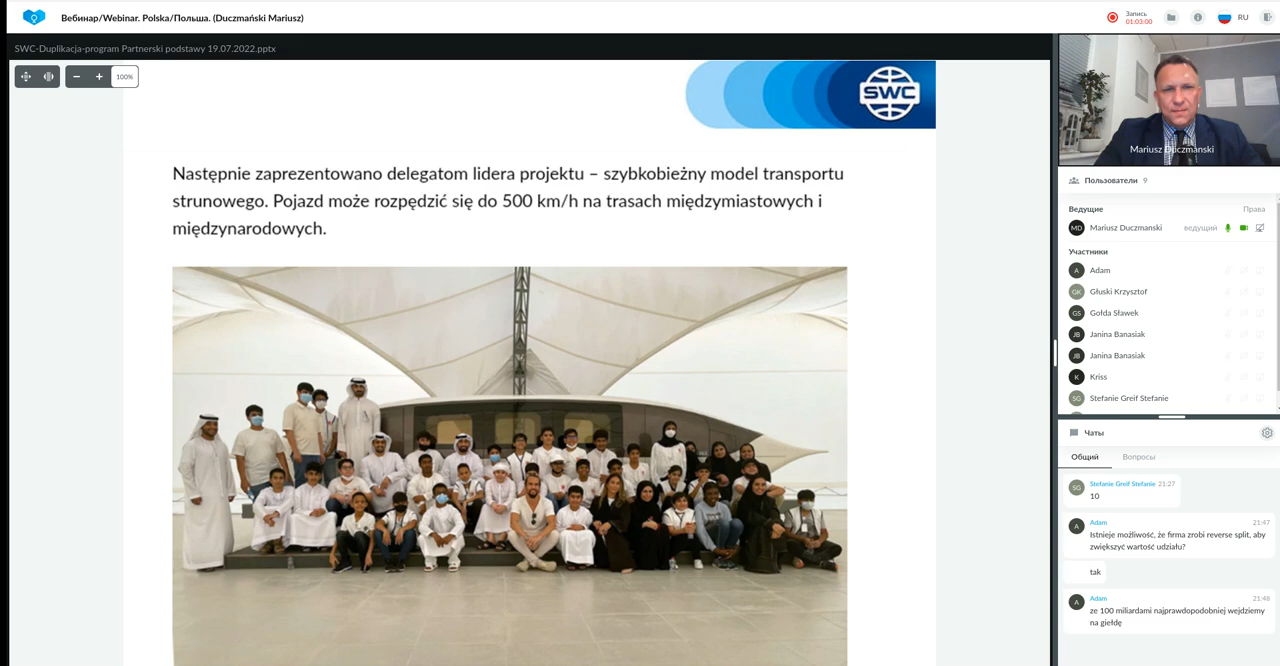 Вебинар/Webinar. Polska/Польша. (Duczmański Mariusz)
Запись
01:03:00
RU
SWC-Duplikacja-program Partnerski podstawy 19.07.2022.pptx
100%
SWC
Następnie zaprezentowano delegatom lidera projektu – szybkobieżny model transportu
strunowego. Pojazd może rozpędzić się do 500 km/h na trasach międzymiastowych i
międzynarodowych.
Mariusz Duczmanski
Пользователи 9
Ведущие Права
MD Mariusz Duczmanski ведущий
Участники
A Adam
GK Głuski Krzysztof
GS Gołda Sławek
JB Janina Banasiak
JB Janina Banasiak
K Kriss
SG Stefanie Greif Stefanie
Чаты
Общий Вопросы
SG Stefanie Greif Stefanie 21:27
10
A Adam 21:47
Istnieje możliwość, że firma zrobi reverse split, aby
zwiększyć wartość udziału?
tak
A Adam 21:48
ze 100 miliardami najprawdopodobniej wejdziemy
na giełdę